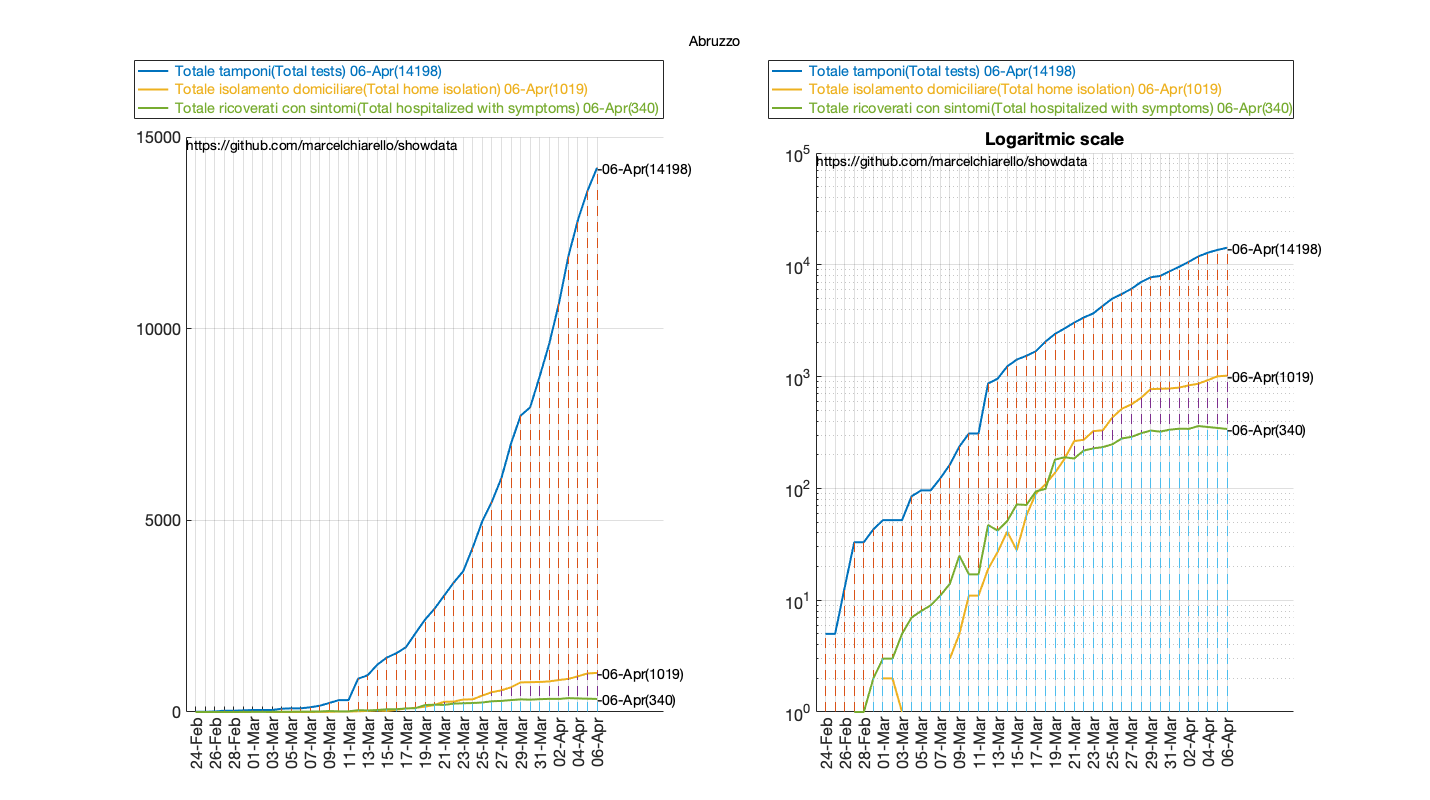 Abruzzo
Totale tamponi(Total tests) 06-Apr(14198)
Totale isolamento domiciliare(Total home isolation) 06-Apr(1019)
Totale ricoverati con sintomi(Total hospitalized with symptoms) 06-Apr(340)
15000
https://github.com/marcelchiarello/showdata
-06-Apr(14198)
10000
5000
-06-Apr(1019)
-06-Apr(340)
0
24-Feb
26-Feb
28-Feb
01-Mar
03-Mar
05-Mar
07-Mar
09-Mar
11-Mar
13-Mar
15-Mar
17-Mar
19-Mar
21-Mar
23-Mar
25-Mar
27-Mar
29-Mar
31-Mar
02-Apr
04-Apr
06-Apr
Totale tamponi(Total tests) 06-Apr(14198)
Totale isolamento domiciliare(Total home isolation) 06-Apr(1019)
Totale ricoverati con sintomi(Total hospitalized with symptoms) 06-Apr(340)
Logaritmic scale
10^5
https://github.com/marcelchiarello/showdata
-06-Apr(14198)
10^4
10^3
-06-Apr(1019)
-06-Apr(340)
10^2
10^1
10^0
24-Feb
26-Feb
28-Feb
01-Mar
03-Mar
05-Mar
07-Mar
09-Mar
11-Mar
13-Mar
15-Mar
17-Mar
19-Mar
21-Mar
23-Mar
25-Mar
27-Mar
29-Mar
31-Mar
02-Apr
04-Apr
06-Apr